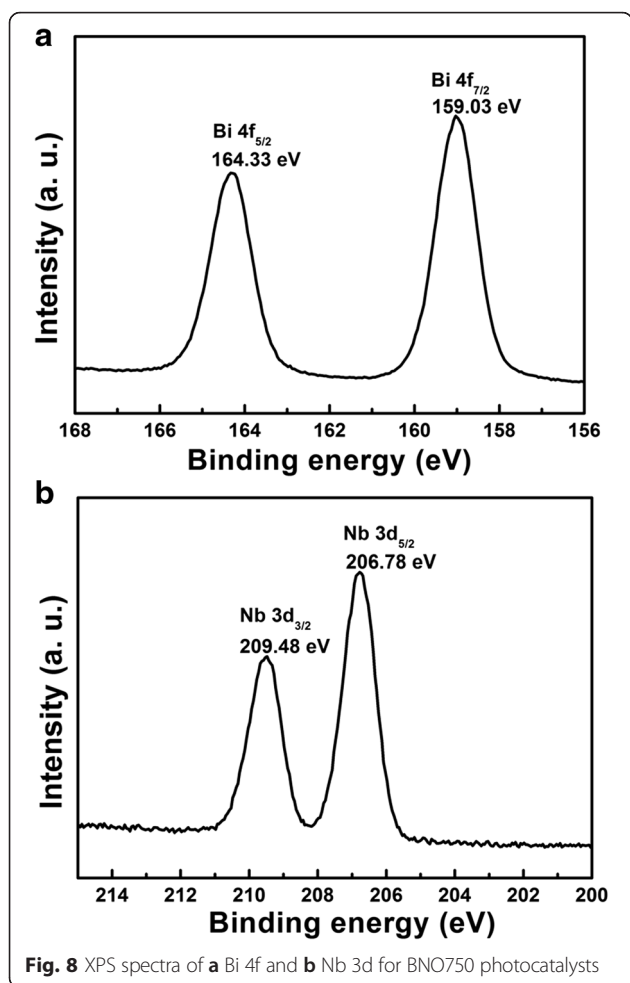 a
Bi 4f7/2
159.03 eV
Bi 4f5/2
164.33 eV
Intensity (a. u.)
168 166 164 162 160 158 156
Binding energy (eV)
b
Nb 3d5/2
206.78 eV
Nb 3d3/2
209.48 eV
Intensity (a. u.)
214 212 210 208 206 204 202 200
Binding energy (eV)
Fig. 8 XPS spectra of a Bi 4f and b Nb 3d for BNO750 photocatalysts